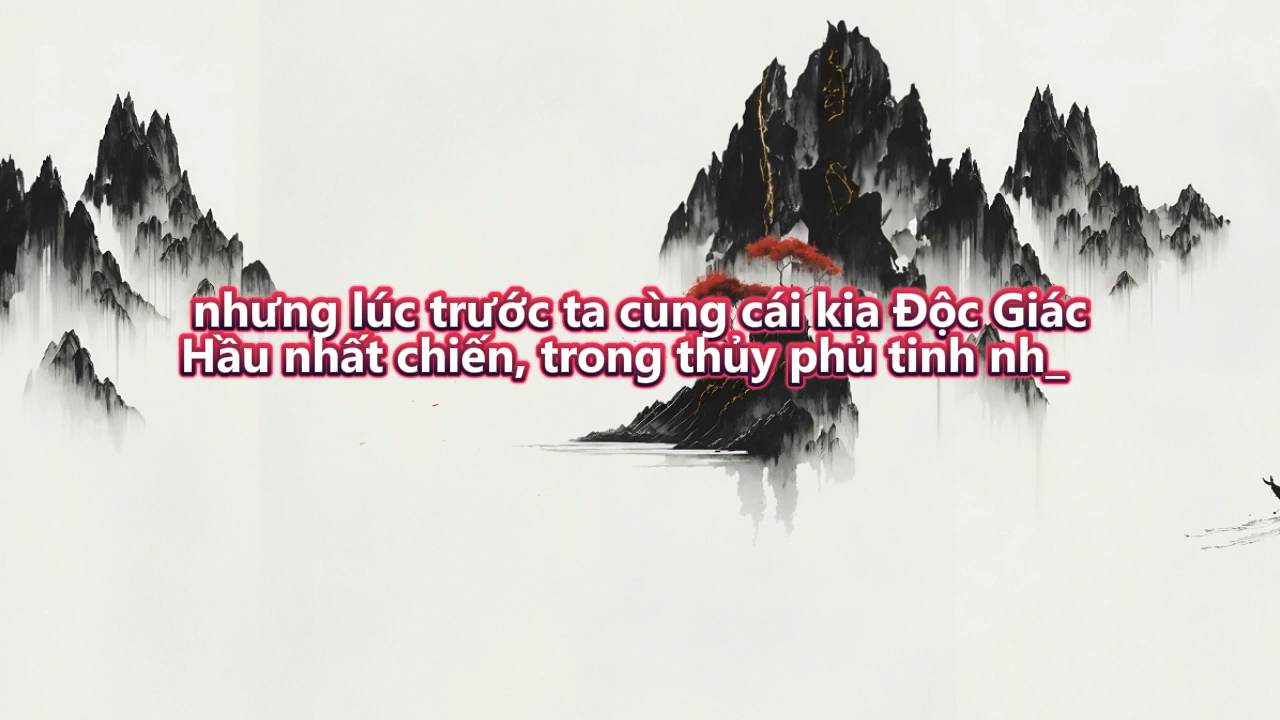 nhưng lúc trước ta cùng cái kia Độc Giác
Hầu nhất chiến, trong thủy phủ tinh nh_